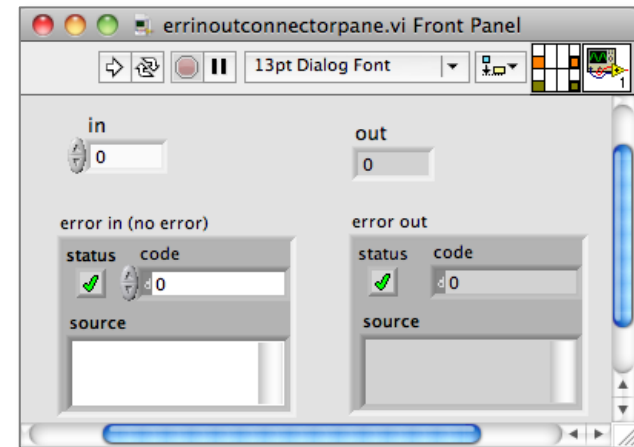 errinoutconnectorpane.vi Front Panel
13pt Dialog Font
1
in
0
out
0
error in (no error)
status code
d 0
source
error out
status code
d 0
source